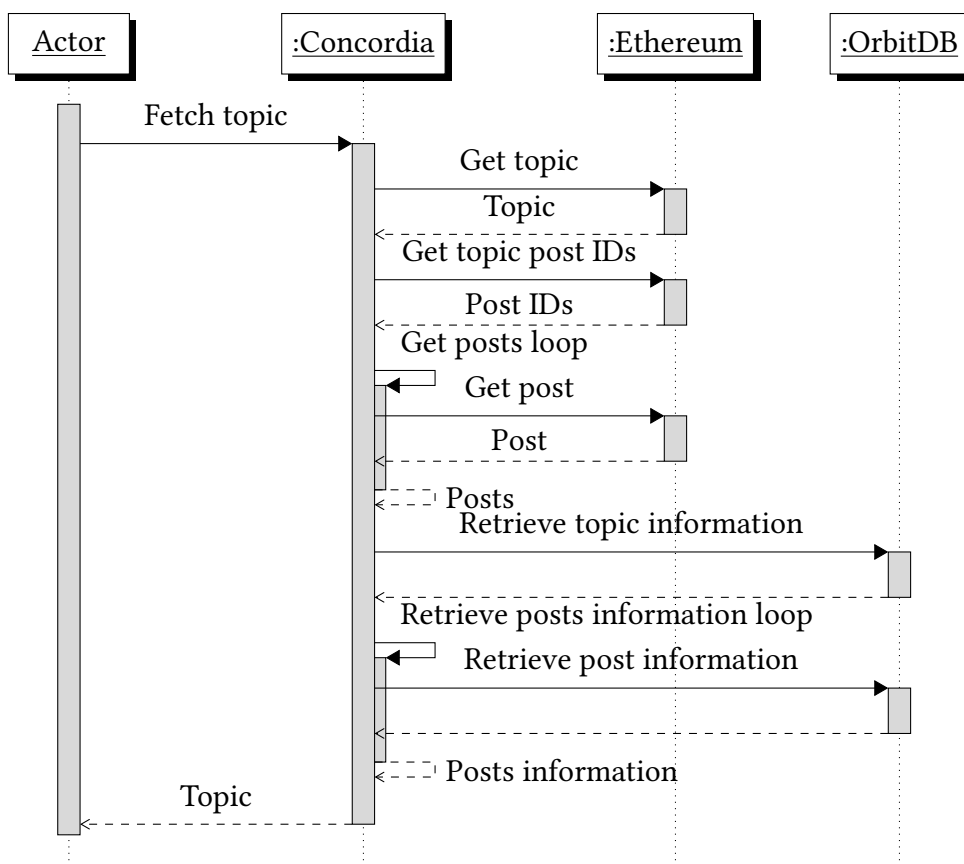 Actor
:Concordia
:Ethereum
:OrbitDB
Fetch topic
Get topic
Topic
Get topic post IDs
Post IDs
Get posts loop
Get post
Post
Posts
Retrieve topic information
Retrieve posts information loop
Retrieve post information
Posts information
Topic